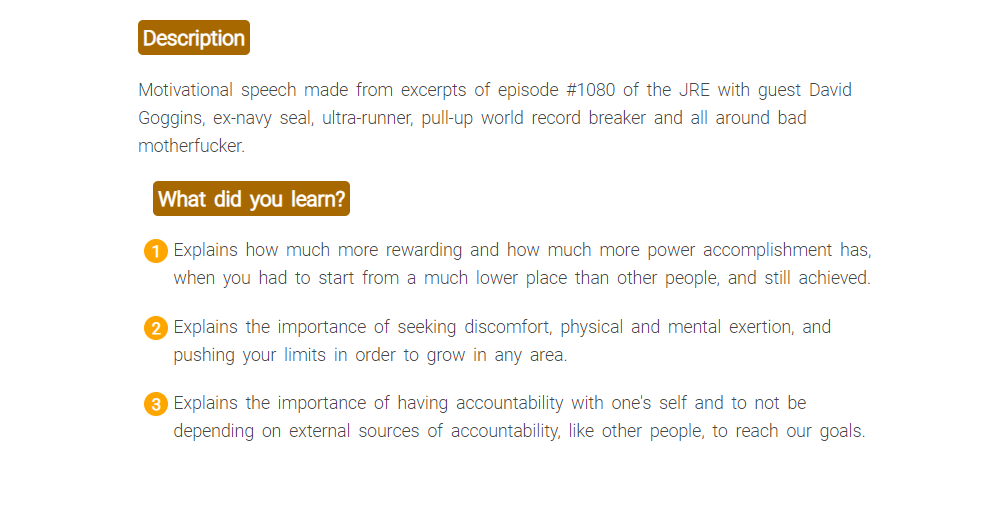 Description
Motivational speech made from excerpts of episode #1080 of the JRE with guest David
Goggins, ex-navy seal, ultra-runner, pull-up world record breaker and all around bad
motherfucker.
What did you learn?
1 Explains how much more rewarding and how much more power accomplishment has,
when you had to start from a much lower place than other people, and still achieved.
2 Explains the importance of seeking discomfort, physical and mental exertion, and
pushing your limits in order to grow in any area.
3 Explains the importance of having accountability with one's self and to not be
depending on external sources of accountability, like other people, to reach our goals.